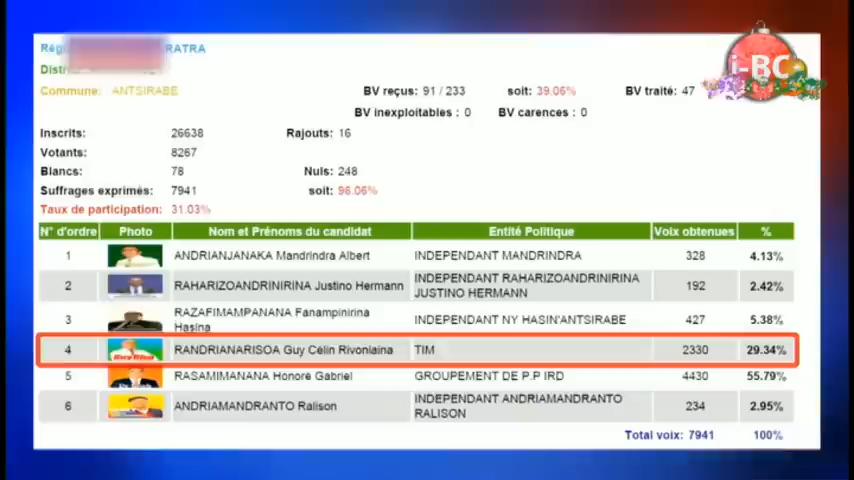 Régi RATRA
Distri
Commune: ANTSIRABE BV reçus: 91 / 233 soit: 39.06% BV traité: 47
BV inexploitables : 0 BV carences : 0
Inscrits: 26638 Rajouts: 16
Votants: 8267
Blancs: 78 Nuls: 248
Suffrages exprimés: 7941 soit: 96.06%
Taux de participation: 31.03%
N° d'ordre Photo Nom et Prénoms du candidat Entité Politique Voix obtenues %
1 ANDRIANJANAKA Mandrindra Albert INDEPENDANT MANDRINDRA 328 4.13%
2 RAHARIZOANDRINIRINA Justino Hermann INDEPENDANT RAHARIZOANDRINIRINA JUSTINO HERMANN 192 2.42%
3 RAZAFIMAMPANANA Fanampinirina Hasina INDEPENDANT NY HASIN'ANTSIRABE 427 5.38%
4 RANDRIANARISOA Guy Célin Rivonlaina TIM 2330 29.34%
5 RASAMIMANANA Honoré Gabriel GROUPEMENT DE P.P IRD 4430 55.79%
6 ANDRIAMANDRANTO Ralison INDEPENDANT ANDRIAMANDRANTO RALISON 234 2.95%
Total voix: 7941 100%
i-BC